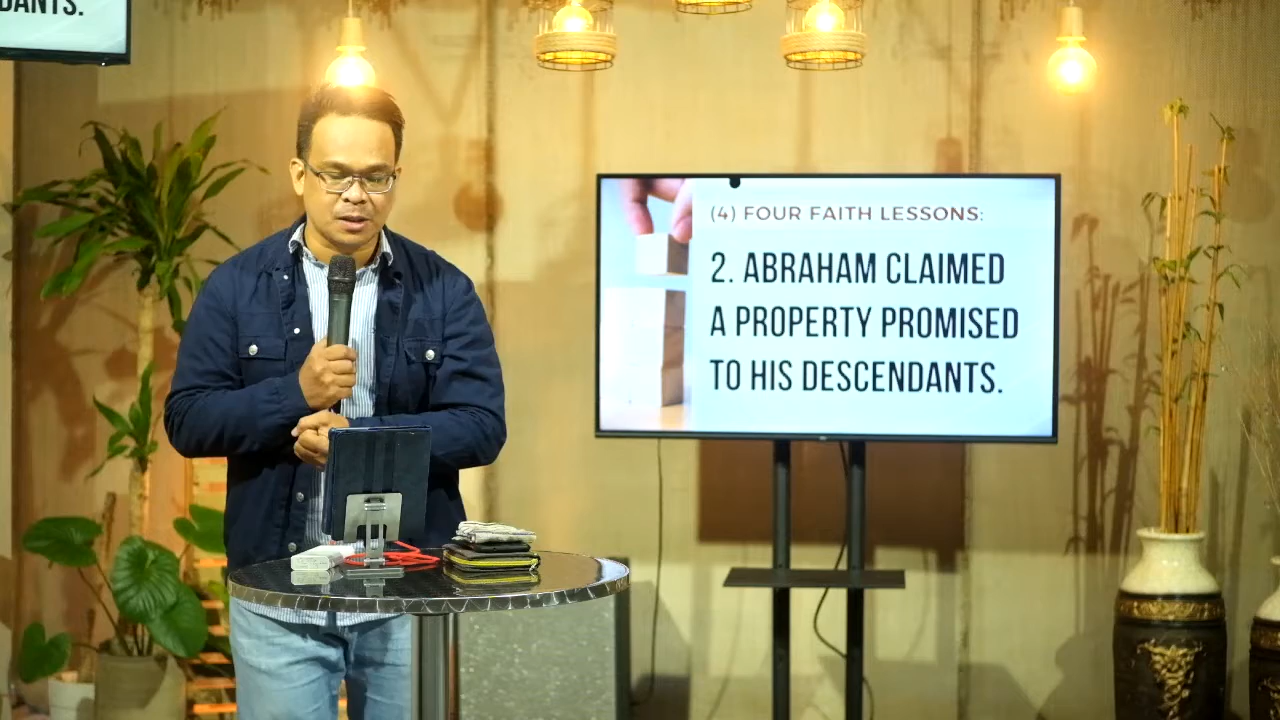 DANTS.
(4) FOUR FAITH LESSONS:
2. ABRAHAM CLAIMED
A PROPERTY PROMISED
TO HIS DESCENDANTS.